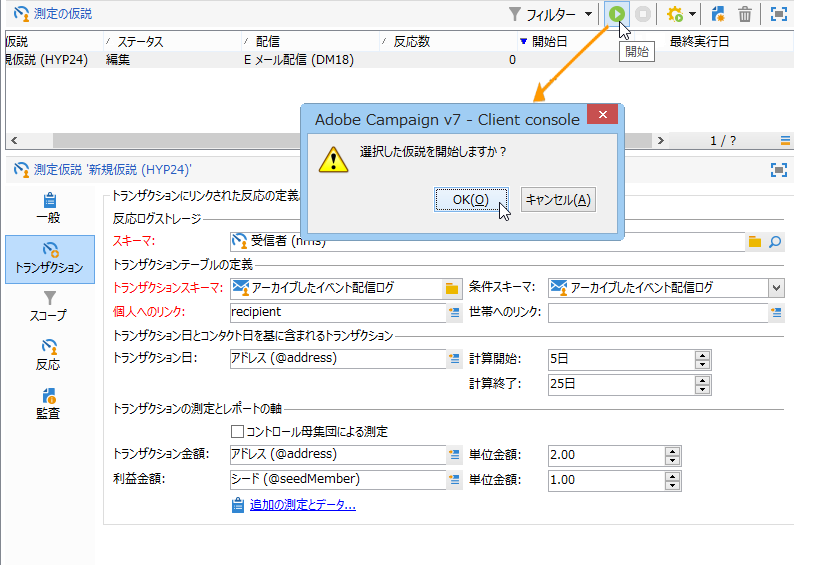 測定の仮説
フィルター
仮説 ステータス 配信 反応数 開始日 最終実行日
規仮説 (HYP24) 編集 E メール配信 (DM18) 0
開始
Adobe Campaign v7 - Client console
選択した仮説を開始しますか？
OK(O) キャンセル(A)
1 / ?
測定仮説 '新規仮説 (HYP24)'
一般
トランザクション
スコープ
反応
監査
トランザクションにリンクされた反応の定義
反応ログストレージ
スキーマ: 受信者 (nms)
トランザクションテーブルの定義
トランザクションスキーマ: アーカイブしたイベント配信ログ 条件スキーマ: アーカイブしたイベント配信ログ
個人へのリンク: recipient 世帯へのリンク:
トランザクション日とコンタクト日を基に含まれるトランザクション
トランザクション日: アドレス (@address) 計算開始: 5日
計算終了: 25日
トランザクションの測定とレポートの軸
コントロール母集団による測定
トランザクション金額: アドレス (@address) 単位金額: 2.00
利益金額: シード (@seedMember) 単位金額: 1.00
追加の測定とデータ...